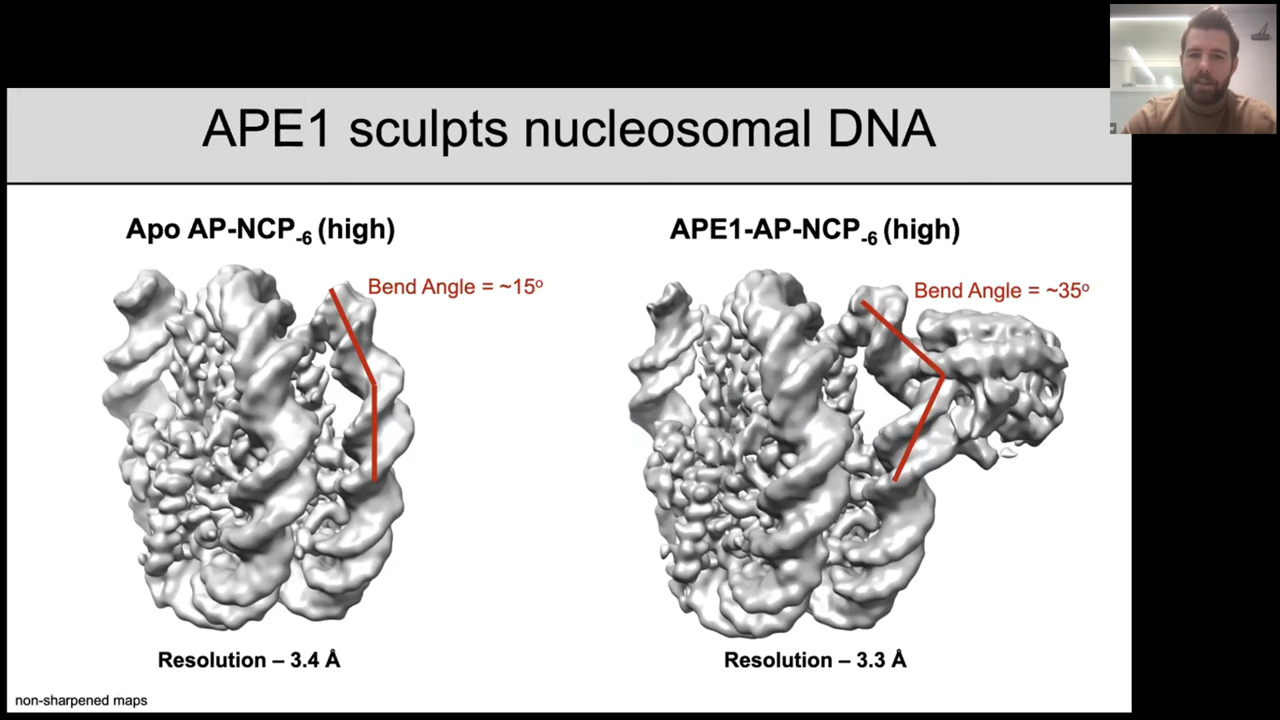 APE1 sculpts nucleosomal DNA
Apo AP-NCP-6 (high)
Bend Angle = ~15°
Resolution – 3.4 Å
APE1-AP-NCP-6 (high)
Bend Angle = ~35°
Resolution – 3.3 Å
non-sharpened maps